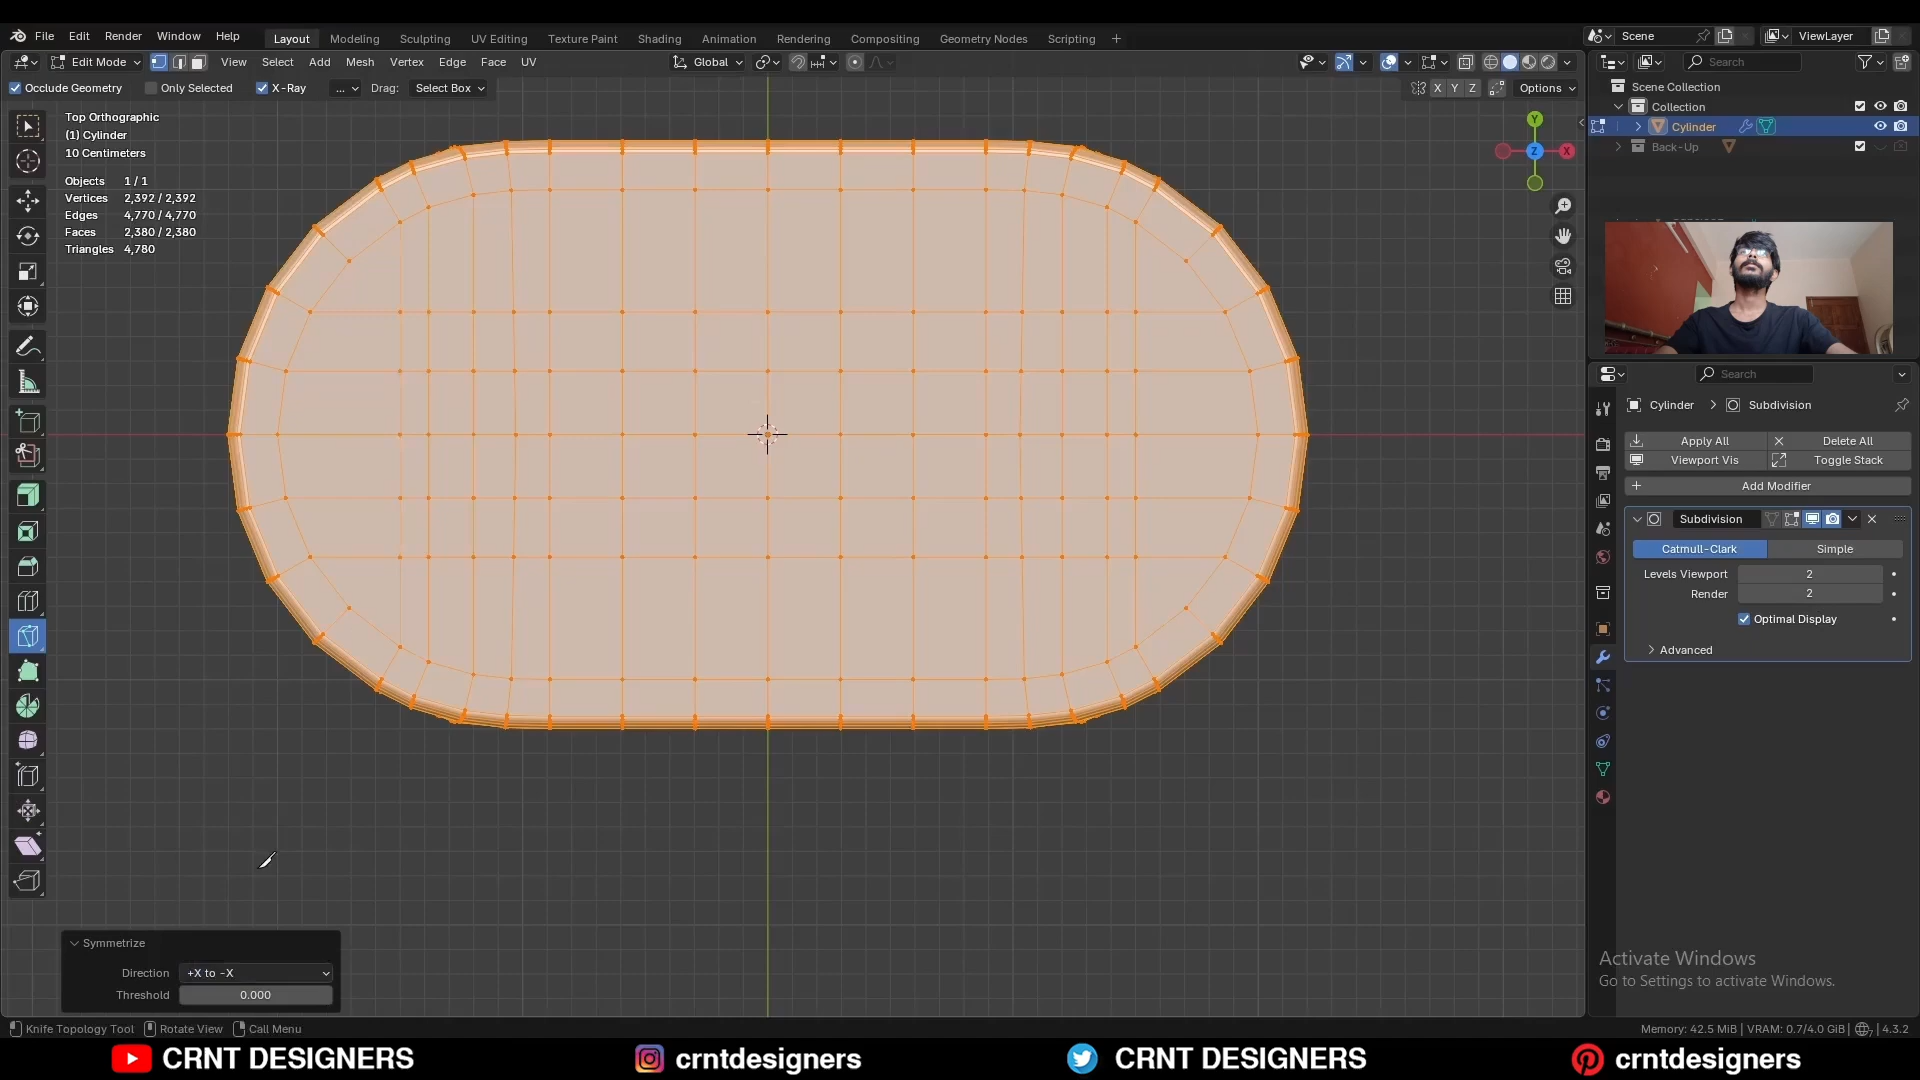 File Edit Render Window Help Layout Modeling Sculpting UV Editing Texture Paint Shading Animation Rendering Compositing Geometry Nodes Scripting + Scene ViewLayer
Edit Mode View Select Add Mesh Vertex Edge Face UV Global Search
Occlude Geometry Only Selected X-Ray ... Drag: Select Box X Y Z Options
Scene Collection
Collection
Cylinder
Back-Up
Top Orthographic
(1) Cylinder
10 Centimeters
Objects 1 / 1
Vertices 2,392 / 2,392
Edges 4,770 / 4,770
Faces 2,380 / 2,380
Triangles 4,780
Y
Z X
Search
Cylinder > Subdivision
Apply All Delete All
Viewport Vis Toggle Stack
+ Add Modifier
Subdivision
Catmull-Clark Simple
Levels Viewport 2
Render 2
Optimal Display
Advanced
Symmetrize
Direction +X to -X
Threshold 0.000
Activate Windows
Go to Settings to activate Windows.
Knife Topology Tool Rotate View Call Menu Memory: 42.5 MiB | VRAM: 0.7/4.0 GiB | 4.3.2
CRNT DESIGNERS crntdesigners CRNT DESIGNERS crntdesigners